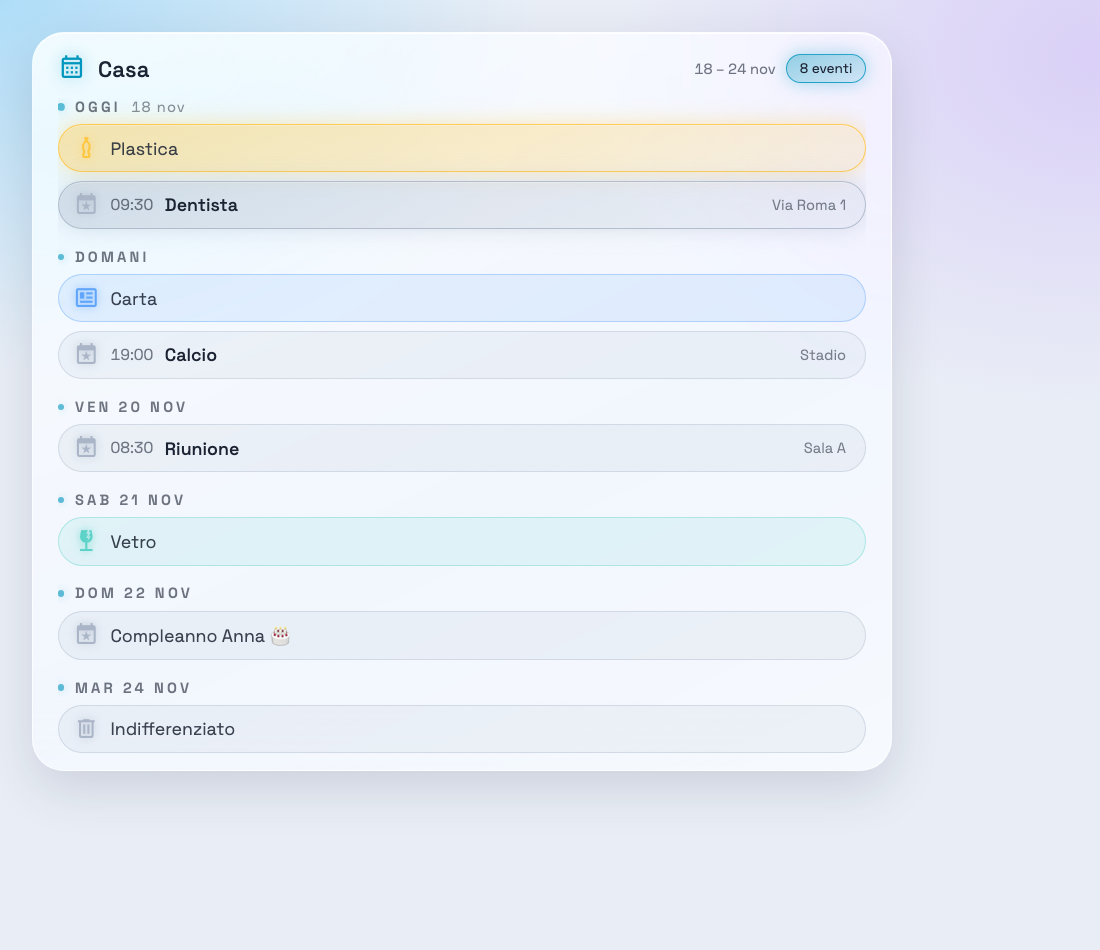 Casa 18 – 24 nov 8 eventi
OGGI 18 nov
Plastica
09:30 Dentista Via Roma 1
DOMANI
Carta
19:00 Calcio Stadio
VEN 20 NOV
08:30 Riunione Sala A
SAB 21 NOV
Vetro
DOM 22 NOV
Compleanno Anna 🎂
MAR 24 NOV
Indifferenziato